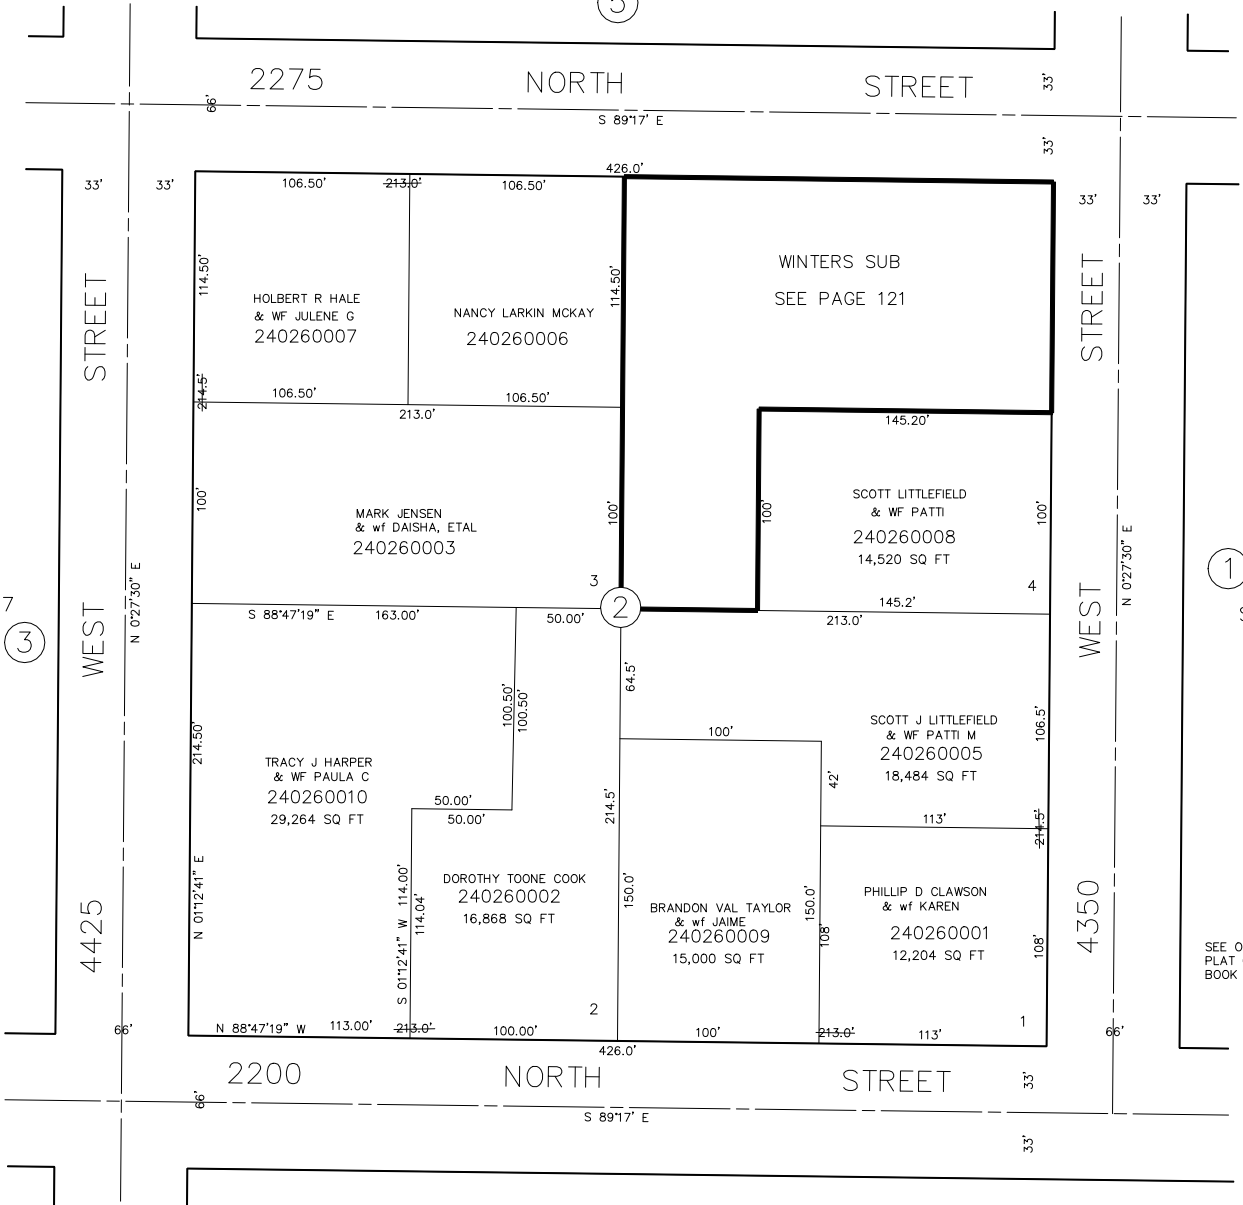 5
2275 NORTH STREET
33'
66'
S 89°17' E
33'
426.0'
33' 33'
106.50' 213.0' 106.50'
33' 33'
114.50'
114.50'
WINTERS SUB
SEE PAGE 121
HOLBERT R HALE
& WF JULENE G
240260007
NANCY LARKIN MCKAY
240260006
STREET
STREET
214.5'
106.50' 106.50'
213.0'
145.20'
100'
MARK JENSEN
& wf DAISHA, ETAL
240260003
100'
100'
SCOTT LITTLEFIELD
& WF PATTI
240260008
14,520 SQ FT
100'
N 0°27'30" E
N 0°27'30" E
1
3
4
7
3
WEST
WEST
S 88°47'19" E 163.00' 50.00'
2
145.2'
213.0'
64.5'
100.50'
100.50'
100'
106.5'
214.50'
SCOTT J LITTLEFIELD
& WF PATTI M
240260005
18,484 SQ FT
42'
TRACY J HARPER
& WF PAULA C
240260010
29,264 SQ FT
50.00'
50.00'
214.5'
113'
214.5'
N 01°12'41" E
S 01°12'41" W 114.00'
114.04'
DOROTHY TOONE COOK
240260002
16,868 SQ FT
150.0'
BRANDON VAL TAYLOR
& wf JAIME
240260009
15,000 SQ FT
150.0'
108'
PHILLIP D CLAWSON
& wf KAREN
240260001
12,204 SQ FT
108'
4425
4350
SEE O
PLAT
BOOK
2
1
66'
N 88°47'19" W 113.00' 213.0' 100.00' 100' 213.0' 113'
66'
426.0'
2200 NORTH STREET
33'
66'
S 89°17' E
33'